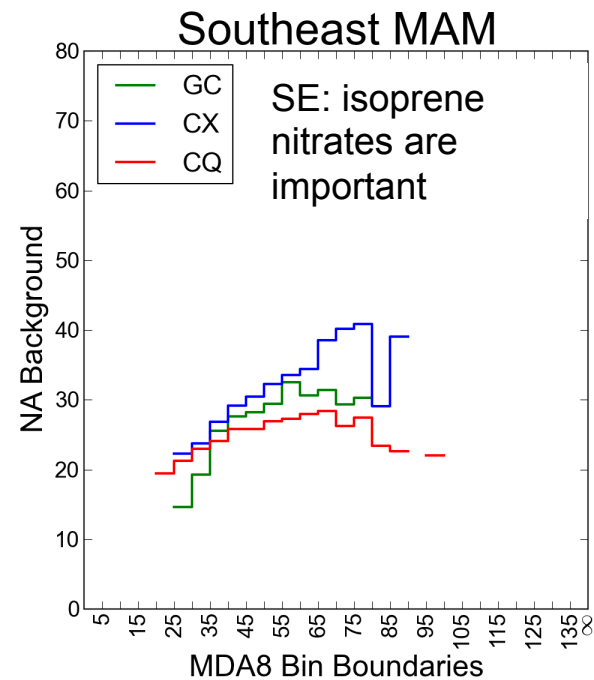 Southeast MAM
80
70
60
50
40
30
20
10
0
NA Background
GC
CX
CQ
SE: isoprene
nitrates are
important
5
15
25
35
45
55
65
75
85
95
105
115
125
135
∞
MDA8 Bin Boundaries